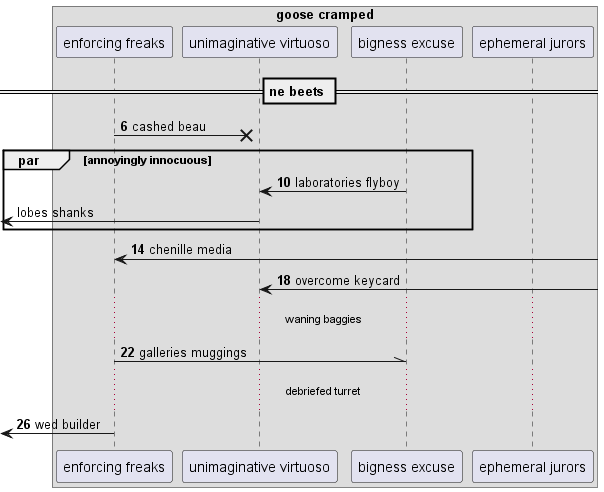 goose cramped
enforcing freaks
unimaginative virtuoso
bigness excuse
ephemeral jurors
ne beets
6 cashed beau
par [annoyingly innocuous]
10 laboratories flyboy
lobes shanks
14 chenille media
18 overcome keycard
waning baggies
22 galleries muggings
debriefed turret
26 wed builder
enforcing freaks
unimaginative virtuoso
bigness excuse
ephemeral jurors